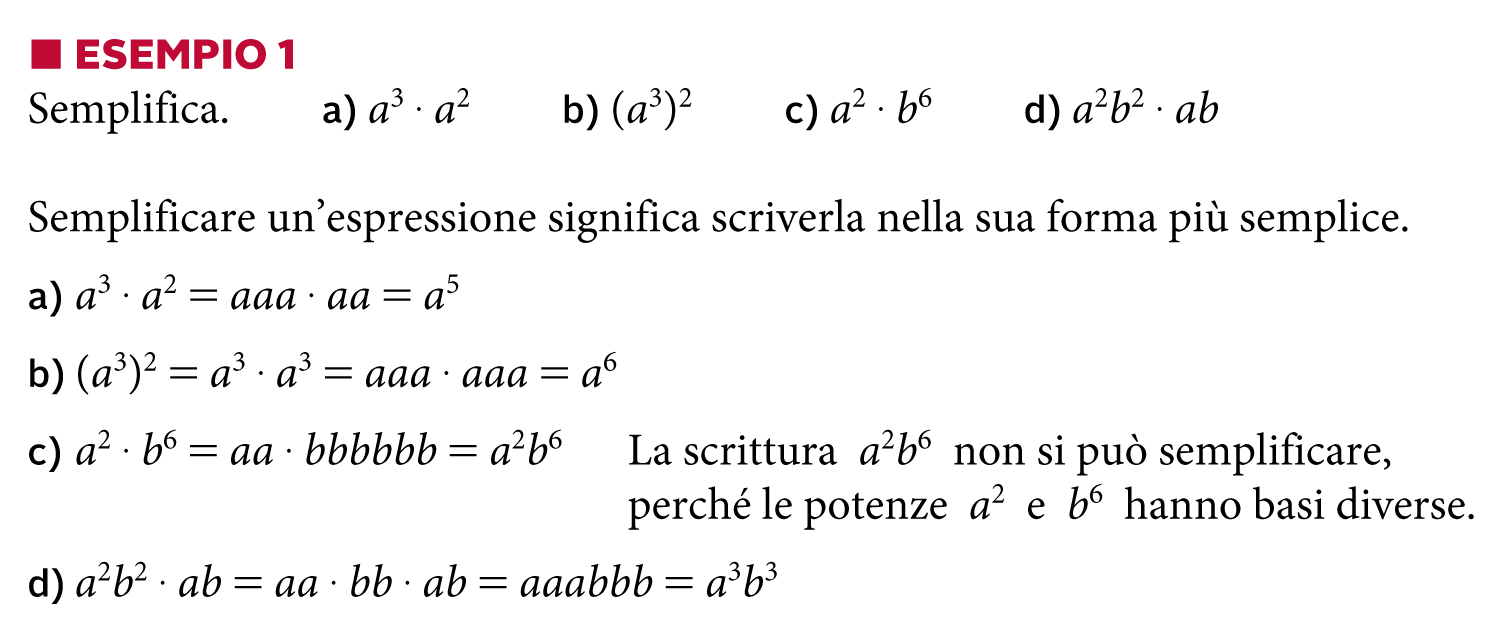 ■ ESEMPIO 1
Semplifica. a) a³ · a² b) (a³)² c) a² · b⁶ d) a²b² · ab
Semplificare un’espressione significa scriverla nella sua forma più semplice.
a) a³ · a² = aaa · aa = a⁵
b) (a³)² = a³ · a³ = aaa · aaa = a⁶
c) a² · b⁶ = aa · bbbbbb = a²b⁶ La scrittura a²b⁶ non si può semplificare,
perché le potenze a² e b⁶ hanno basi diverse.
d) a²b² · ab = aa · bb · ab = aaabbb = a³b³